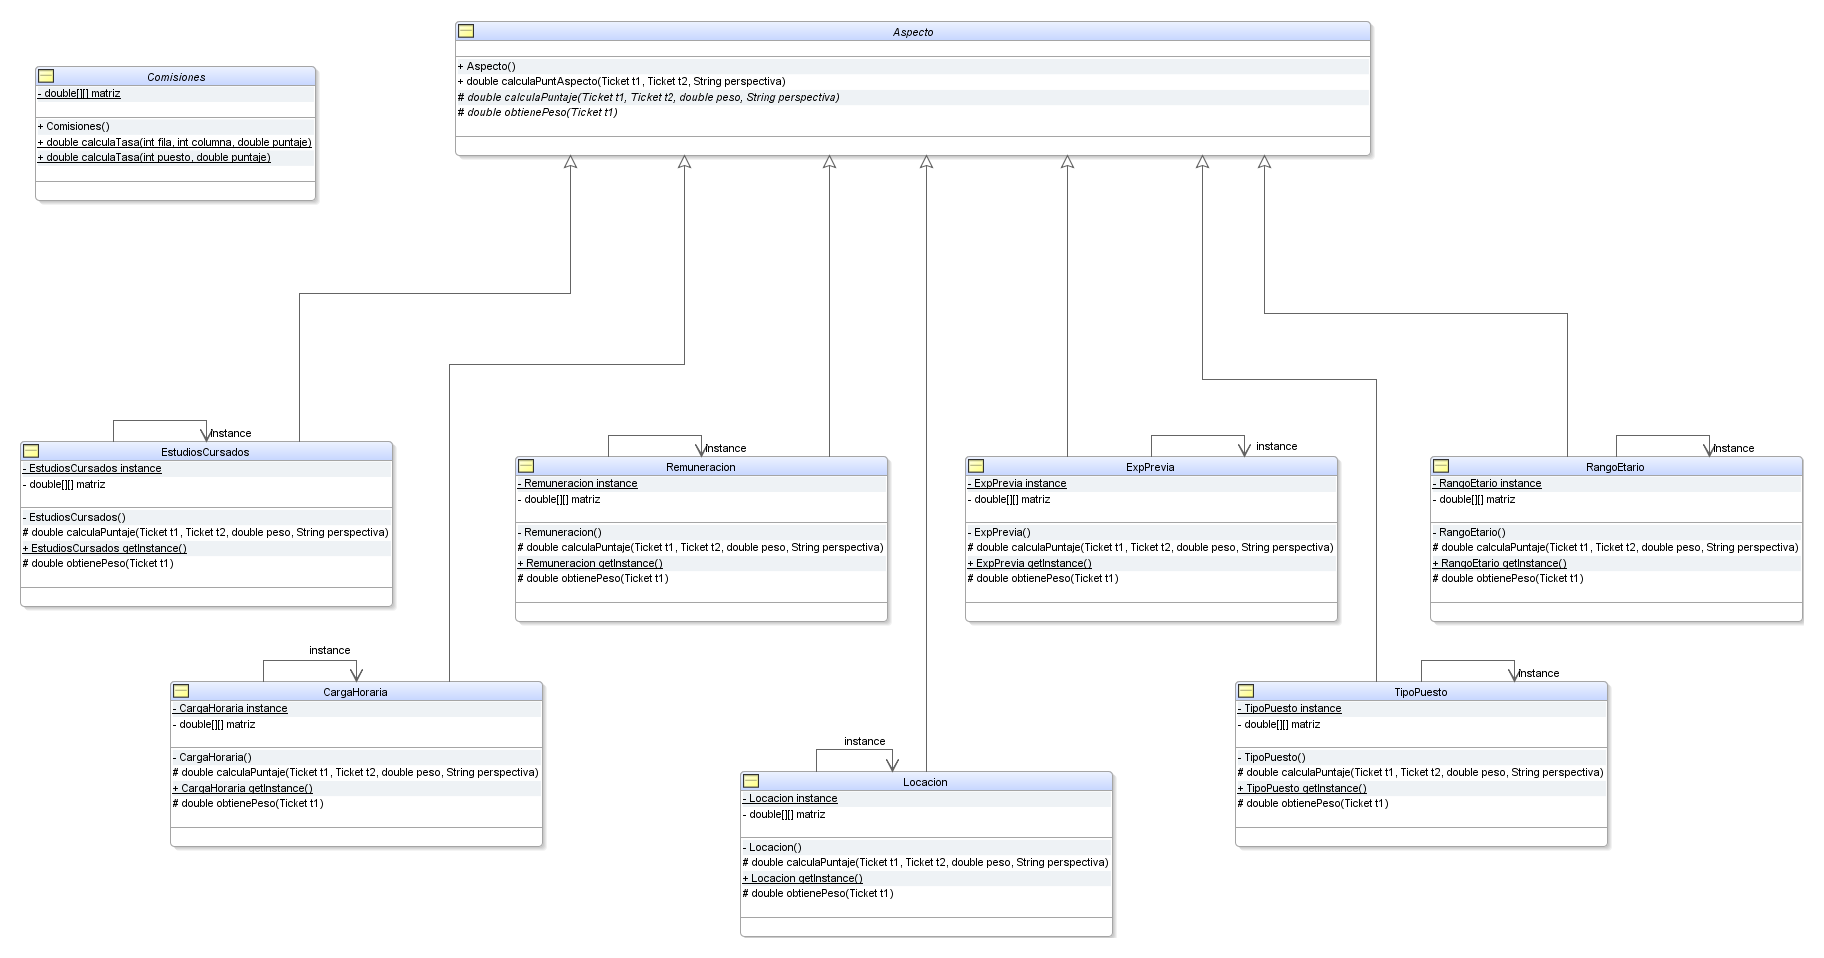 Aspecto
+ Aspecto()
+ double calculaPuntAspecto(Ticket t1, Ticket t2, String perspectiva)
# double calculaPuntaje(Ticket t1, Ticket t2, double peso, String perspectiva)
# double obtienePeso(Ticket t1)
Comisiones
- double[][] matriz
+ Comisiones()
+ double calculaTasa(int fila, int columna, double puntaje)
+ double calculaTasa(int puesto, double puntaje)
instance
EstudiosCursados
- EstudiosCursados instance
- double[][] matriz
- EstudiosCursados()
# double calculaPuntaje(Ticket t1, Ticket t2, double peso, String perspectiva)
+ EstudiosCursados getInstance()
# double obtienePeso(Ticket t1)
instance
Remuneracion
- Remuneracion instance
- double[][] matriz
- Remuneracion()
# double calculaPuntaje(Ticket t1, Ticket t2, double peso, String perspectiva)
+ Remuneracion getInstance()
# double obtienePeso(Ticket t1)
instance
ExpPrevia
- ExpPrevia instance
- double[][] matriz
- ExpPrevia()
# double calculaPuntaje(Ticket t1, Ticket t2, double peso, String perspectiva)
+ ExpPrevia getInstance()
# double obtienePeso(Ticket t1)
instance
RangoEtario
- RangoEtario instance
- double[][] matriz
- RangoEtario()
# double calculaPuntaje(Ticket t1, Ticket t2, double peso, String perspectiva)
+ RangoEtario getInstance()
# double obtienePeso(Ticket t1)
instance
CargaHoraria
- CargaHoraria instance
- double[][] matriz
- CargaHoraria()
# double calculaPuntaje(Ticket t1, Ticket t2, double peso, String perspectiva)
+ CargaHoraria getInstance()
# double obtienePeso(Ticket t1)
instance
Locacion
- Locacion instance
- double[][] matriz
- Locacion()
# double calculaPuntaje(Ticket t1, Ticket t2, double peso, String perspectiva)
+ Locacion getInstance()
# double obtienePeso(Ticket t1)
instance
TipoPuesto
- TipoPuesto instance
- double[][] matriz
- TipoPuesto()
# double calculaPuntaje(Ticket t1, Ticket t2, double peso, String perspectiva)
+ TipoPuesto getInstance()
# double obtienePeso(Ticket t1)